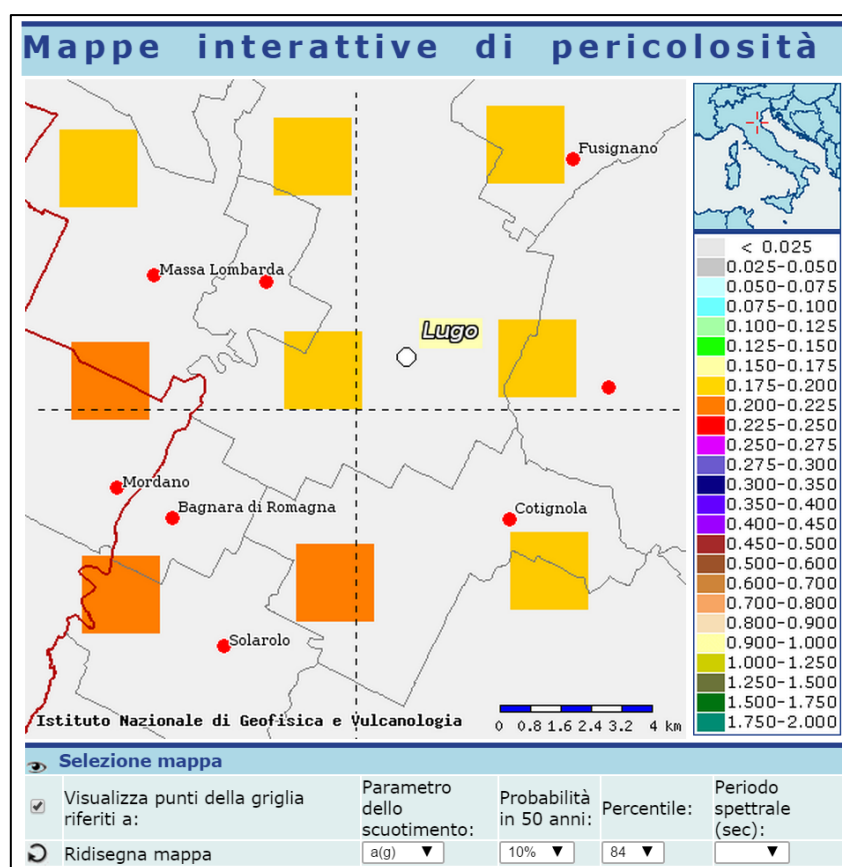 Mappe interattive di pericolosità
Fusignano
Massa Lombarda
Lugo
Mordano
Bagnara di Romagna
Cotignola
Solarolo
Istituto Nazionale di Geofisica e Vulcanologia
0 0.8 1.6 2.4 3.2 4 km
< 0.025
0.025-0.050
0.050-0.075
0.075-0.100
0.100-0.125
0.125-0.150
0.150-0.175
0.175-0.200
0.200-0.225
0.225-0.250
0.250-0.275
0.275-0.300
0.300-0.350
0.350-0.400
0.400-0.450
0.450-0.500
0.500-0.600
0.600-0.700
0.700-0.800
0.800-0.900
0.900-1.000
1.000-1.250
1.250-1.500
1.500-1.750
1.750-2.000
Selezione mappa
Visualizza punti della griglia
riferiti a:
Parametro
dello
scuotimento:
Probabilità
in 50 anni:
Percentile:
Periodo
spettrale
(sec):
Ridisegna mappa
a(g)
10%
84